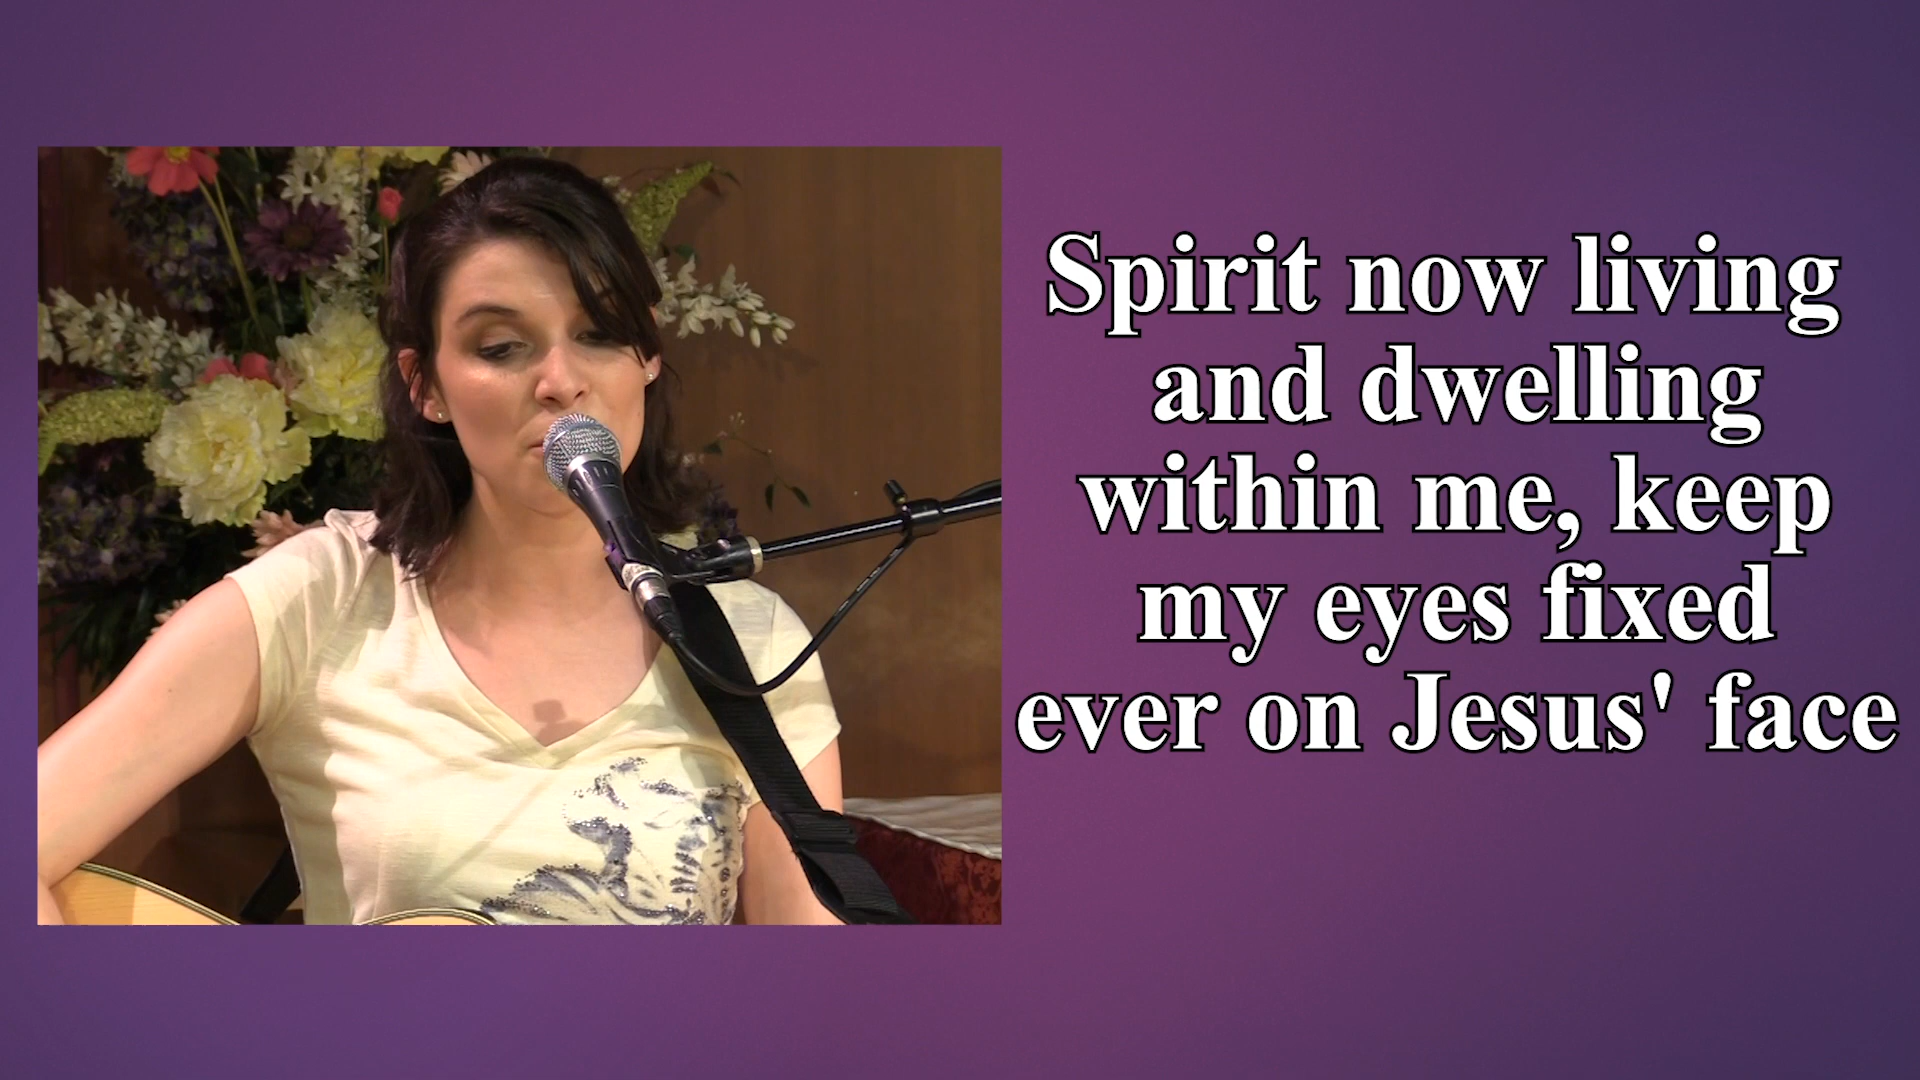 Spirit now living
and dwelling
within me, keep
my eyes fixed
ever on Jesus' face